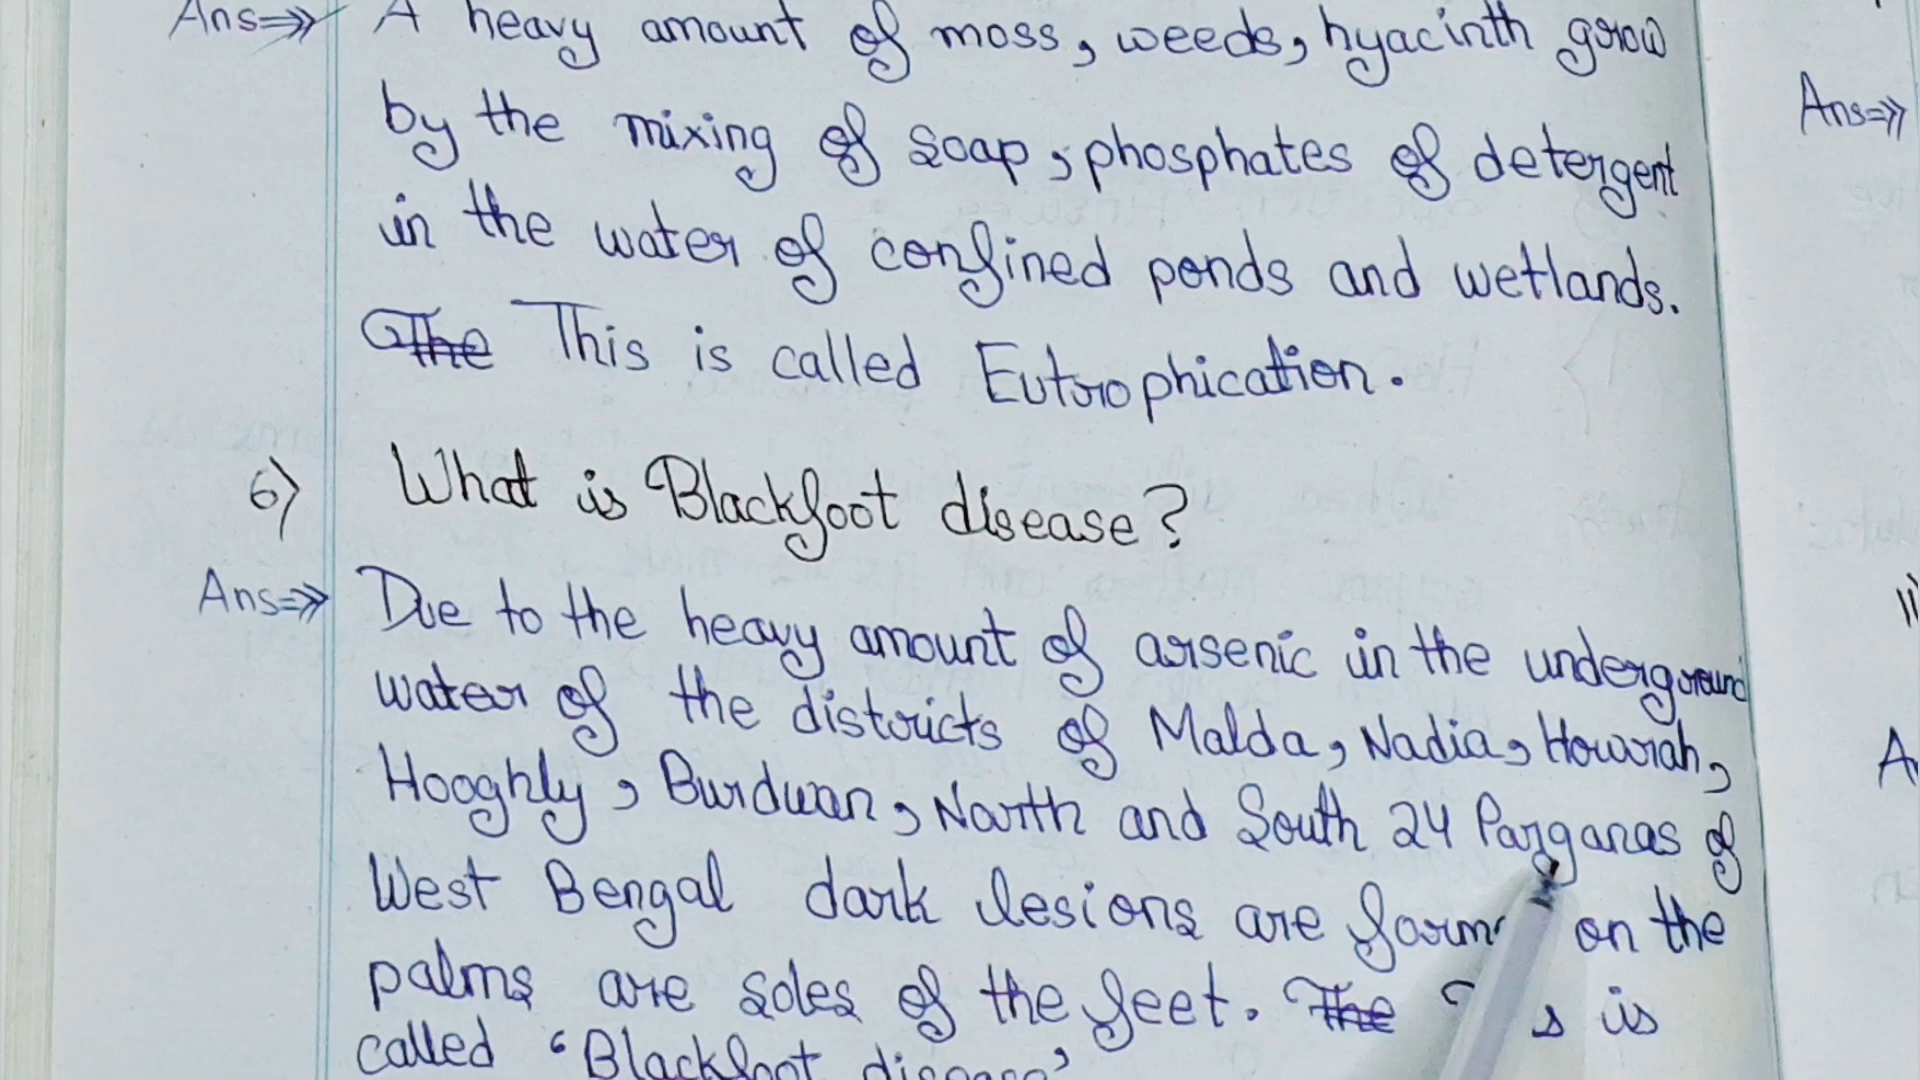 Ans⇒ A heavy amount of moss, weeds, hyacinth grow
by the mixing of soap, phosphates of detergent
in the water of confined ponds and wetlands.
The This is called Eutrophication.
6) What is Blackfoot disease?
Ans⇒ Due to the heavy amount of arsenic in the underground
water of the districts of Malda, Nadia, Howrah,
Hooghly, Burdwan, North and South 24 Parganas of
West Bengal dark lesions are form on the
palms are soles of the feet. The is
called 'Blackfoot disease'
Ans⇒
11)
A